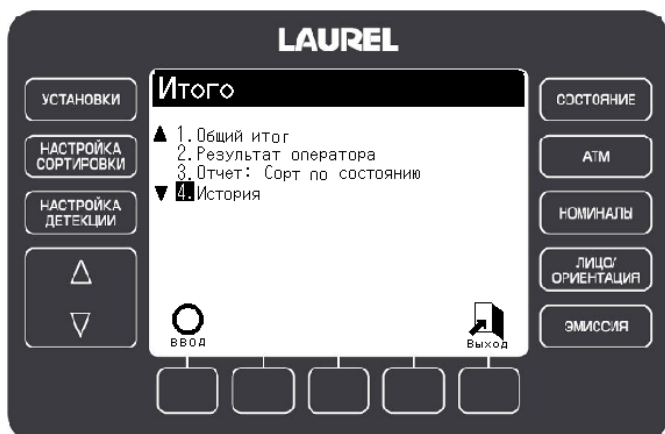 LAUREL
УСТАНОВКИ
НАСТРОЙКА
СОРТИРОВКИ
НАСТРОЙКА
ДЕТЕКЦИИ
Итого
1. Общий итог
2. Результат оператора
3. Отчет: Сорт по состоянию
4. История
ВВОД
Выход
СОСТОЯНИЕ
ATM
НОМИНАЛЫ
ЛИЦО/
ОРИЕНТАЦИЯ
ЭМИССИЯ